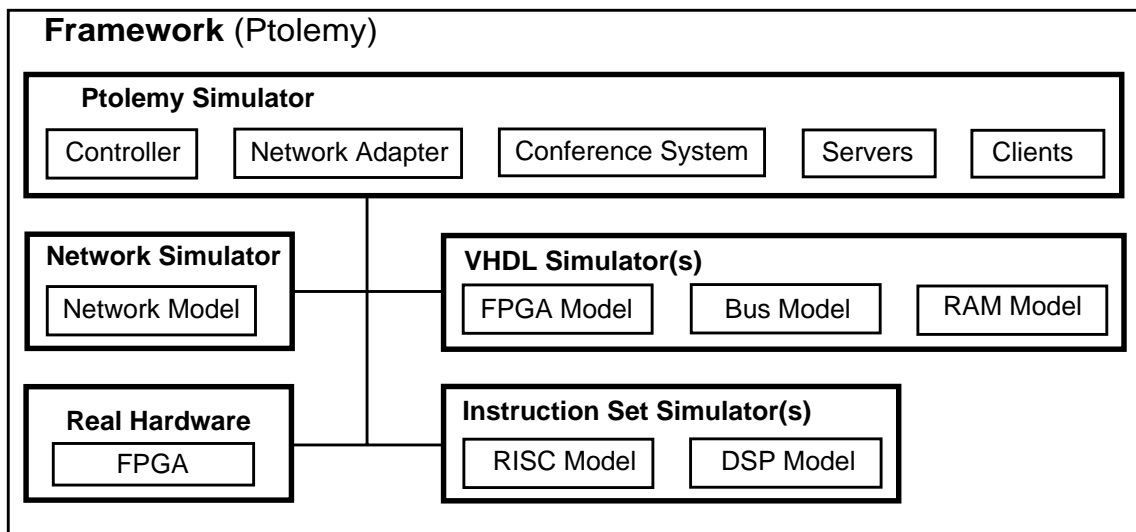 Framework (Ptolemy)
Ptolemy Simulator
Controller
Network Adapter
Conference System
Servers
Clients
Network Simulator
Network Model
VHDL Simulator(s)
FPGA Model
Bus Model
RAM Model
Real Hardware
FPGA
Instruction Set Simulator(s)
RISC Model
DSP Model